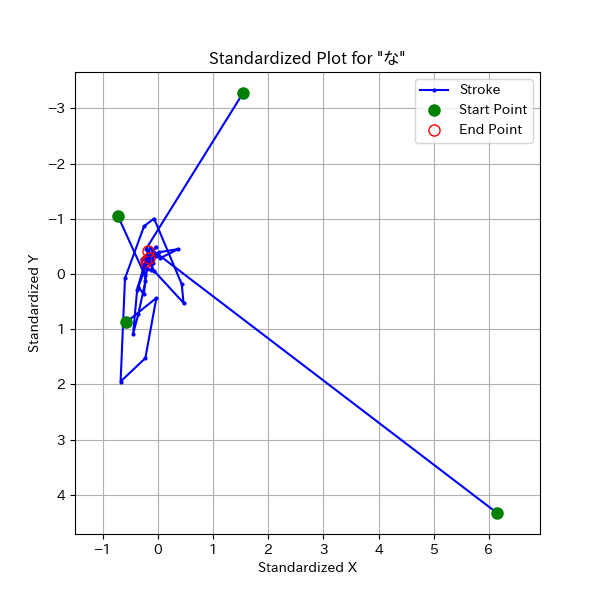 Standardized Plot for "な"
Stroke
Start Point
End Point
−3
−2
−1
0
1
2
3
4
Standardized Y
−1 0 1 2 3 4 5 6
Standardized X